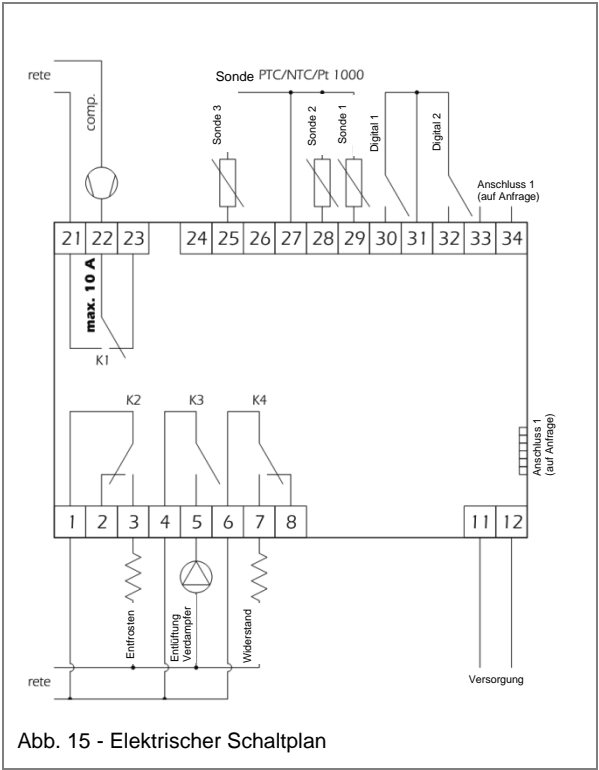 rete
comp.
Sonde PTC/NTC/Pt 1000
Sonde 3
Sonde 2
Sonde 1
Digital 1
Digital 2
Anschluss 1
(auf Anfrage)
21 22 23 24 25 26 27 28 29 30 31 32 33 34
max. 10 A
K1
K2 K3 K4
Anschluss 1
(auf Anfrage)
1 2 3 4 5 6 7 8 11 12
Entfrosten
Entlüftung
Verdampfer
Widerstand
rete
Versorgung
Abb. 15 - Elektrischer Schaltplan